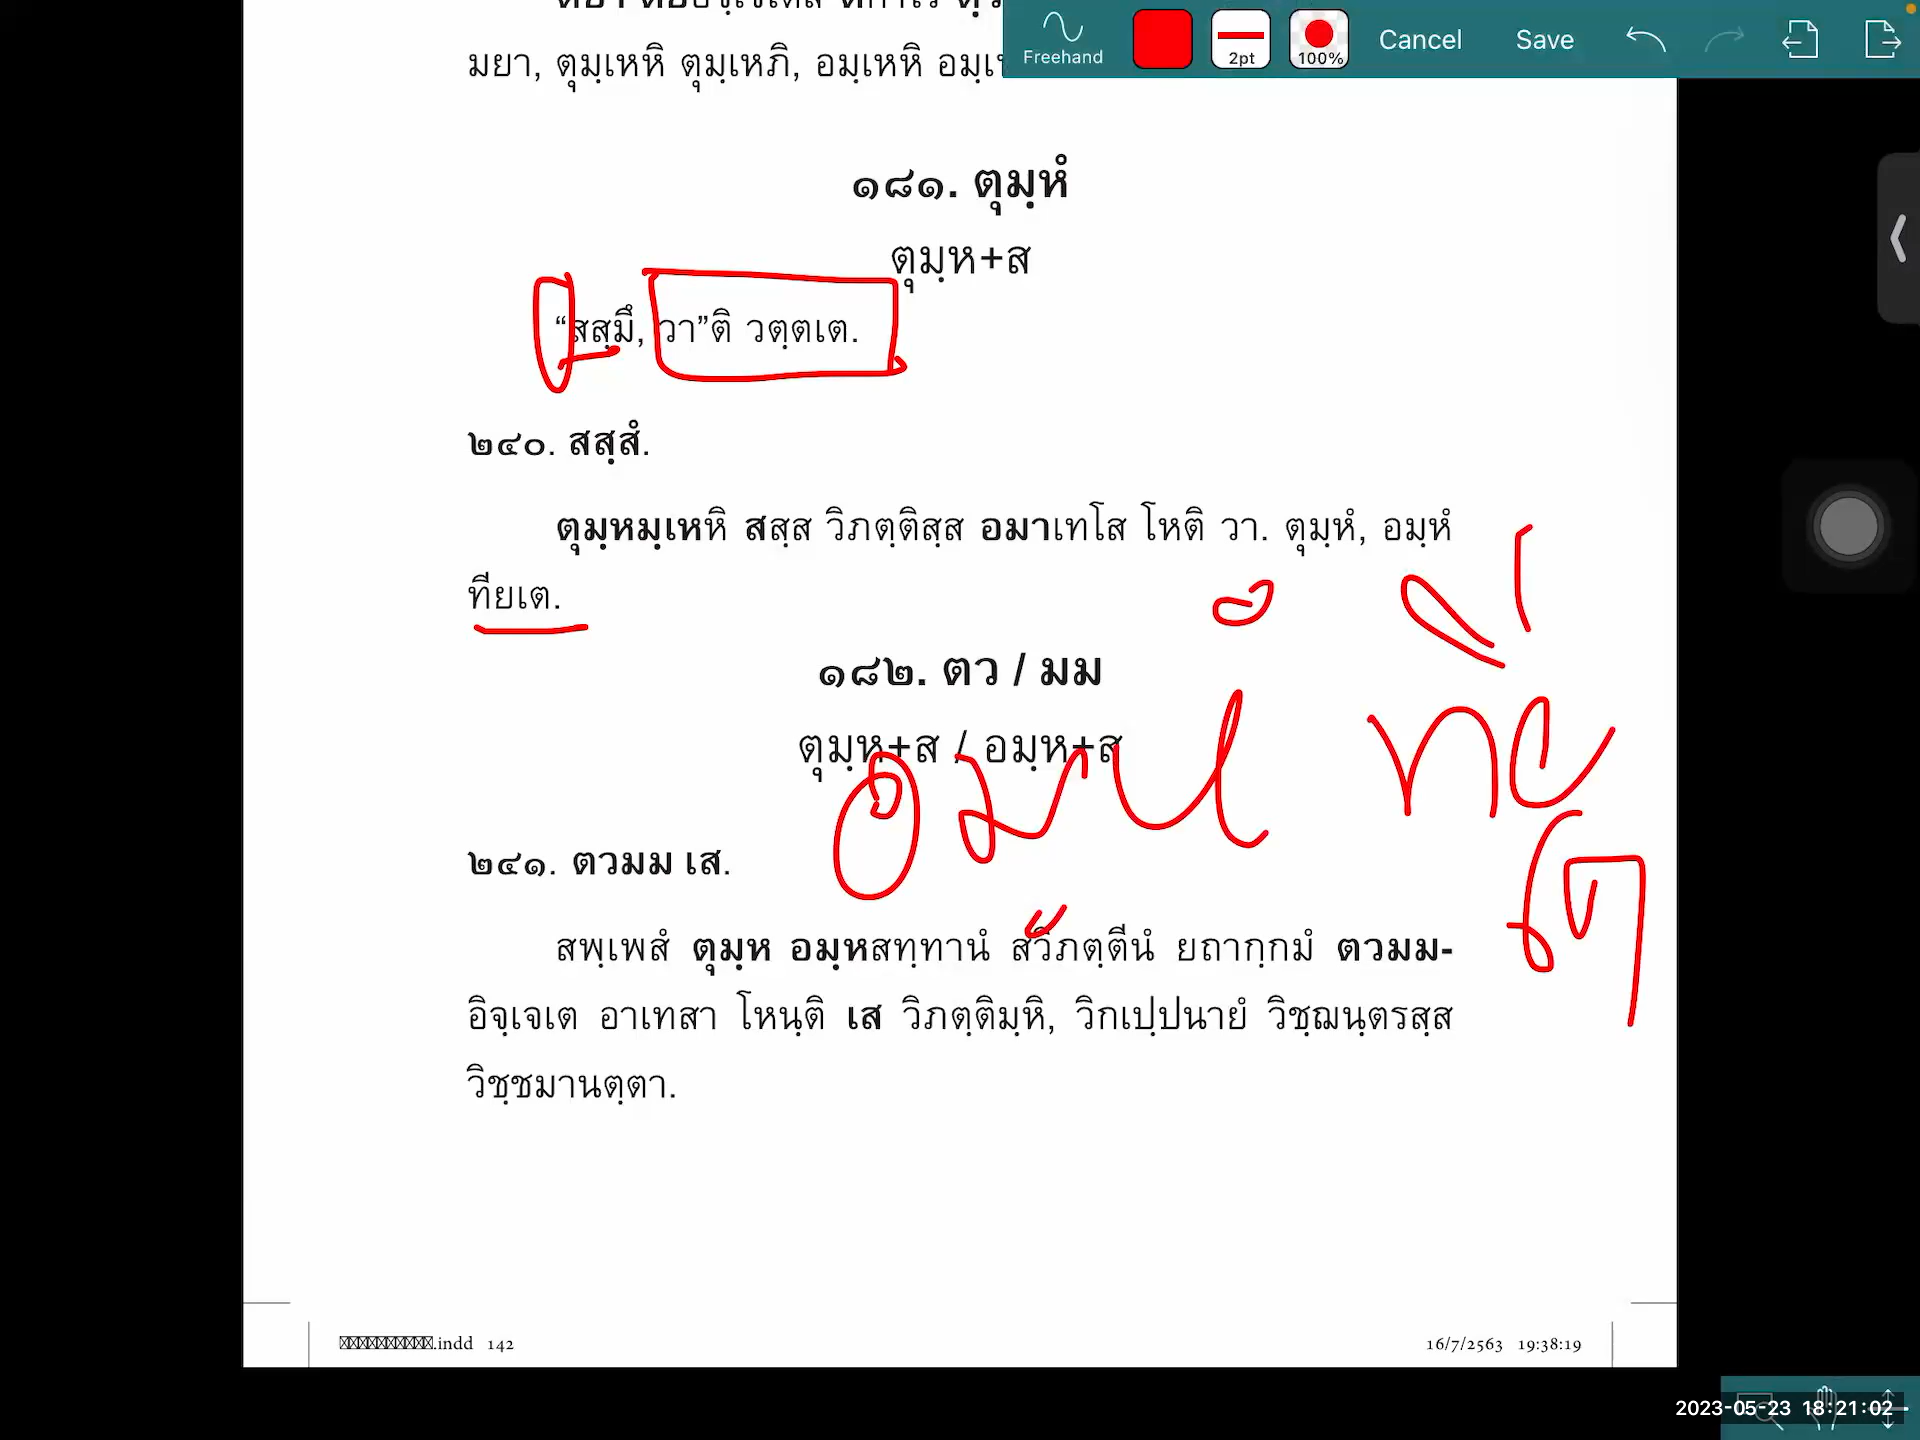 มยา, ตุมฺเหหิ ตุมฺเหภิ, อมฺเหหิ
Freehand
2pt
100%
Cancel
Save
๑๘๑. ตุมฺหํ
ตุมฺห+ส
“สสฺมึ, วา”ติ วตฺตเต.
๒๔๐. สสฺสํ.
ตุมฺหมฺเหหิ สสฺส วิภตฺติสฺส อมาเทโส โหติ วา. ตุมฺหํ, อมฺหํ
ทียเต.
๑๘๒. ตว / มม
ตุมฺห+ส / อมฺห+ส
๒๔๑. ตวมม เส.
สพฺเพสํ ตุมฺห อมฺหสทฺทานํ สวิภตฺตีนํ ยถากฺกมํ ตวมม-
อิจฺเจเต อาเทสา โหนฺติ เส วิภตฺติมฺหิ, วิกเปฺปนายํ วิชฺฌนฺตรสฺส
วิชฺชมานตฺตา.
.indd 142
16/7/2563 19:38:19
2023-05-23 18:21:02